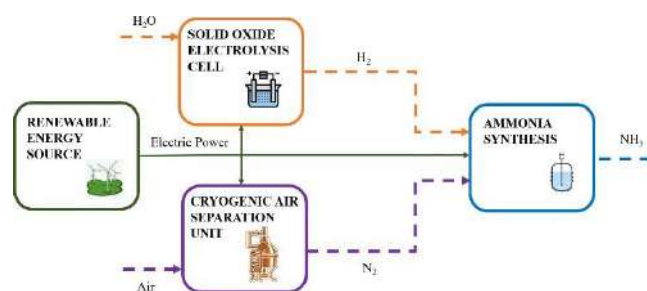 H₂O
SOLID OXIDE
ELECTROLYSIS
CELL
H₂
RENEWABLE
ENERGY
SOURCE
Electric Power
AMMONIA
SYNTHESIS
NH₃
CRYOGENIC AIR
SEPARATION
UNIT
N₂
Air